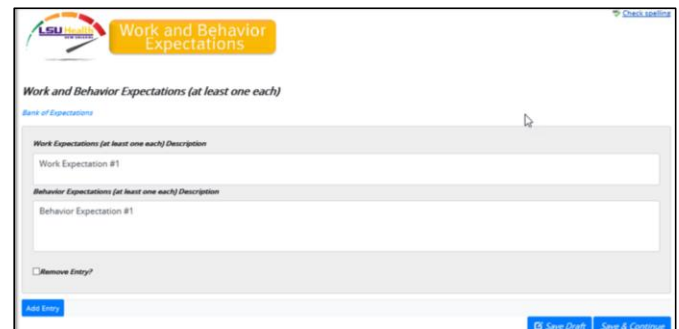 Check spelling
LSU Health
NEW ORLEANS
Work and Behavior
Expectations
Work and Behavior Expectations (at least one each)
Bank of Expectations
Work Expectations (at least one each) Description
Work Expectation #1
Behavior Expectations (at least one each) Description
Behavior Expectation #1
Remove Entry?
Add Entry
Save Draft Save & Continue